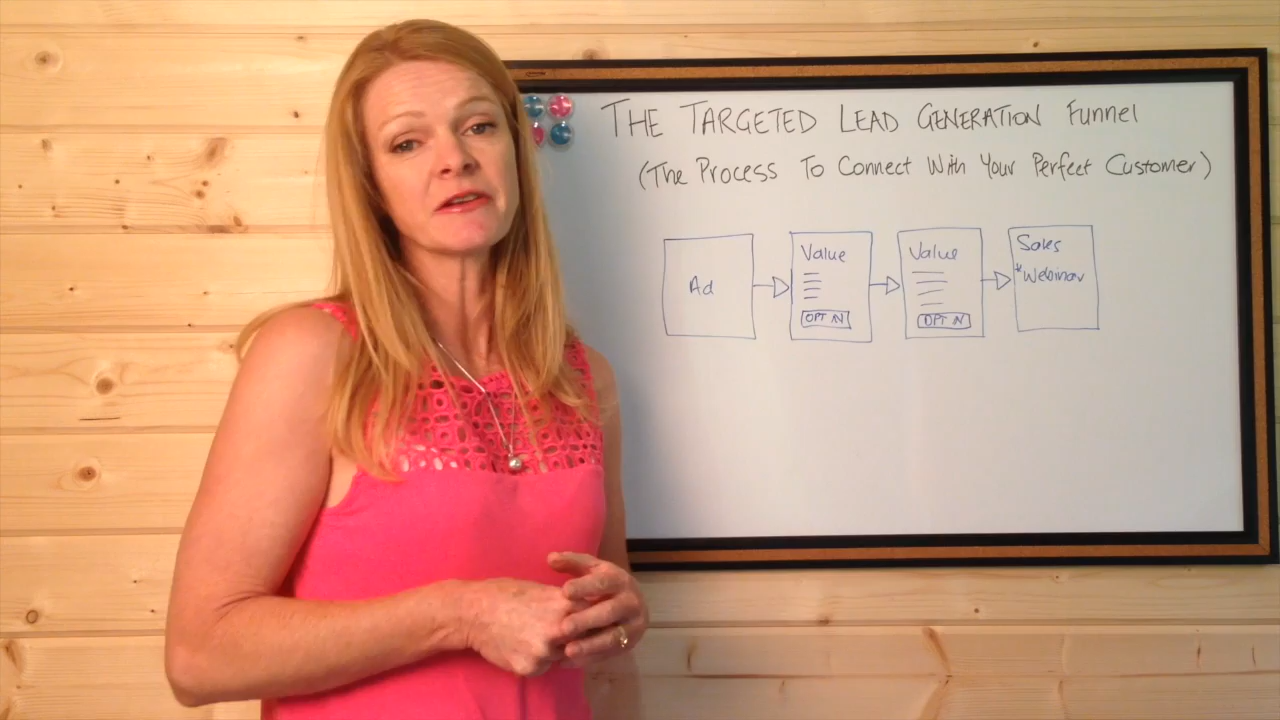 THE TARGETED LEAD GENERATION Funnel
(The Process To Connect With Your Perfect Customer)
Ad
Value
OPT IN
Value
OPT IN
Sales
*Webinar